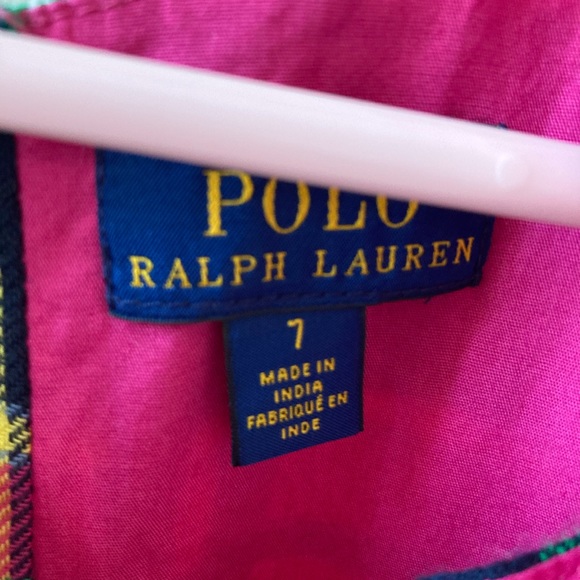 POLO
RALPH LAUREN
7
MADE IN
INDIA
FABRIQUÉ EN
INDE